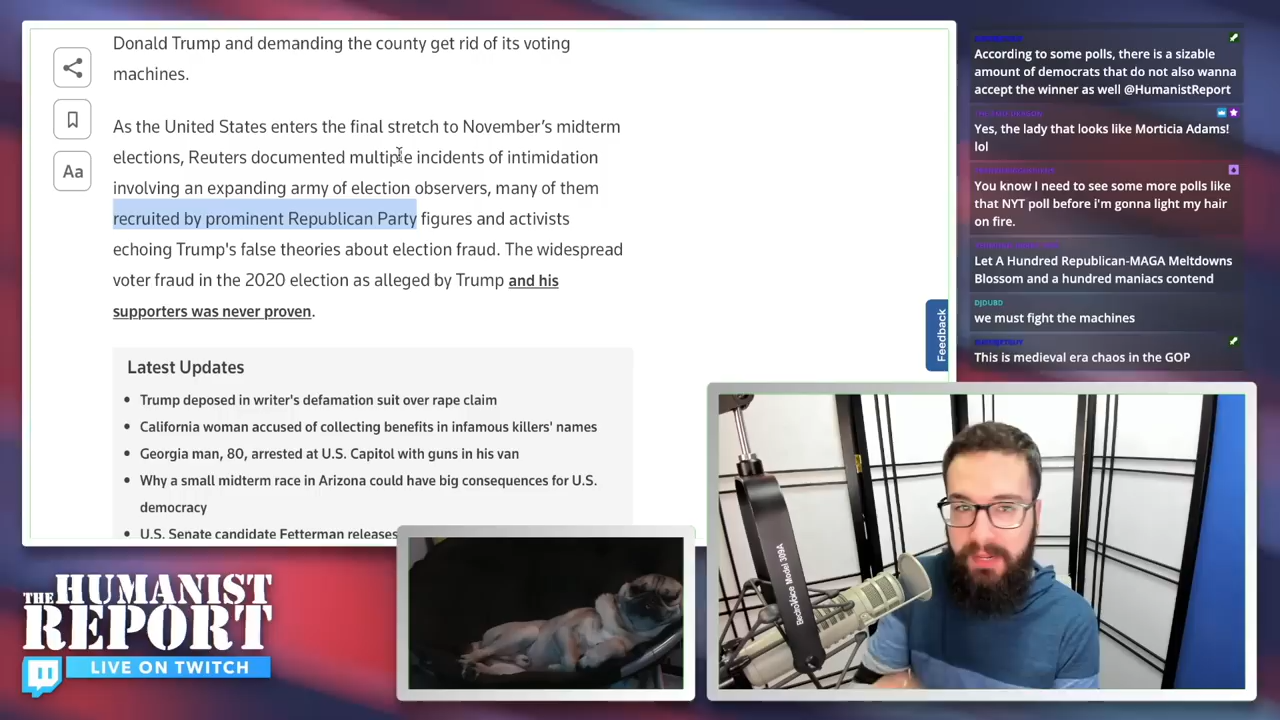 Donald Trump and demanding the county get rid of its voting
machines.
As the United States enters the final stretch to November's midterm
elections, Reuters documented multiple incidents of intimidation
involving an expanding army of election observers, many of them
recruited by prominent Republican Party figures and activists
echoing Trump's false theories about election fraud. The widespread
voter fraud in the 2020 election as alleged by Trump and his
supporters was never proven.
Aa
Latest Updates
Trump deposed in writer's defamation suit over rape claim
California woman accused of collecting benefits in infamous killers' names
Georgia man, 80, arrested at U.S. Capitol with guns in his van
Why a small midterm race in Arizona could have big consequences for U.S.
democracy
U.S. Senate candidate Fetterman releases
Feedback
According to some polls, there is a sizable
amount of democrats that do not also wanna
accept the winner as well @HumanistReport
Yes, the lady that looks like Morticia Adams!
lol
You know I need to see some more polls like
that NYT poll before i'm gonna light my hair
on fire.
Let A Hundred Republican-MAGA Meltdowns
Blossom and a hundred maniacs contend
DJDUBD
we must fight the machines
This is medieval era chaos in the GOP
THE HUMANIST
REPORT
LIVE ON TWITCH